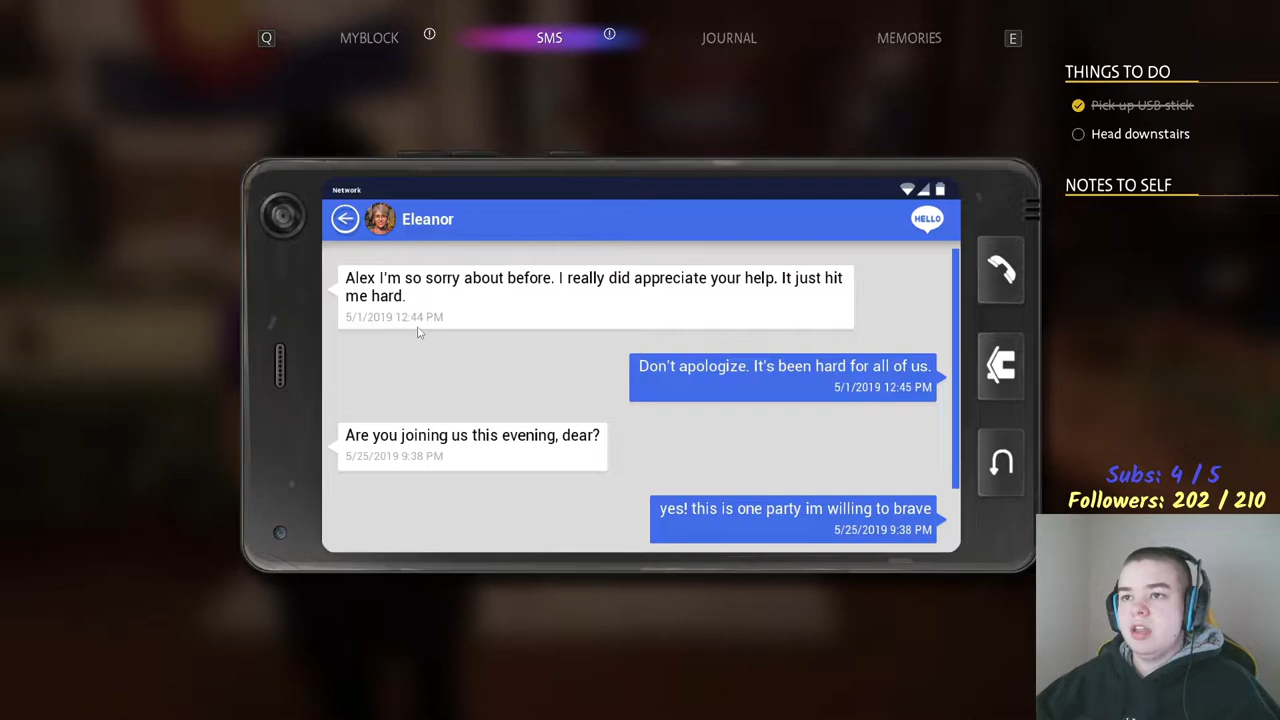 Q
MYBLOCK
SMS
JOURNAL
MEMORIES
E
THINGS TO DO
Pick up USB stick
Head downstairs
NOTES TO SELF
Network
Eleanor
HELLO
Alex I'm so sorry about before. I really did appreciate your help. It just hit
me hard.
5/1/2019 12:44 PM
Don't apologize. It's been hard for all of us.
5/1/2019 12:45 PM
Are you joining us this evening, dear?
5/25/2019 9:38 PM
yes! this is one party im willing to brave
5/25/2019 9:38 PM
Subs: 4 / 5
Followers: 202 / 210